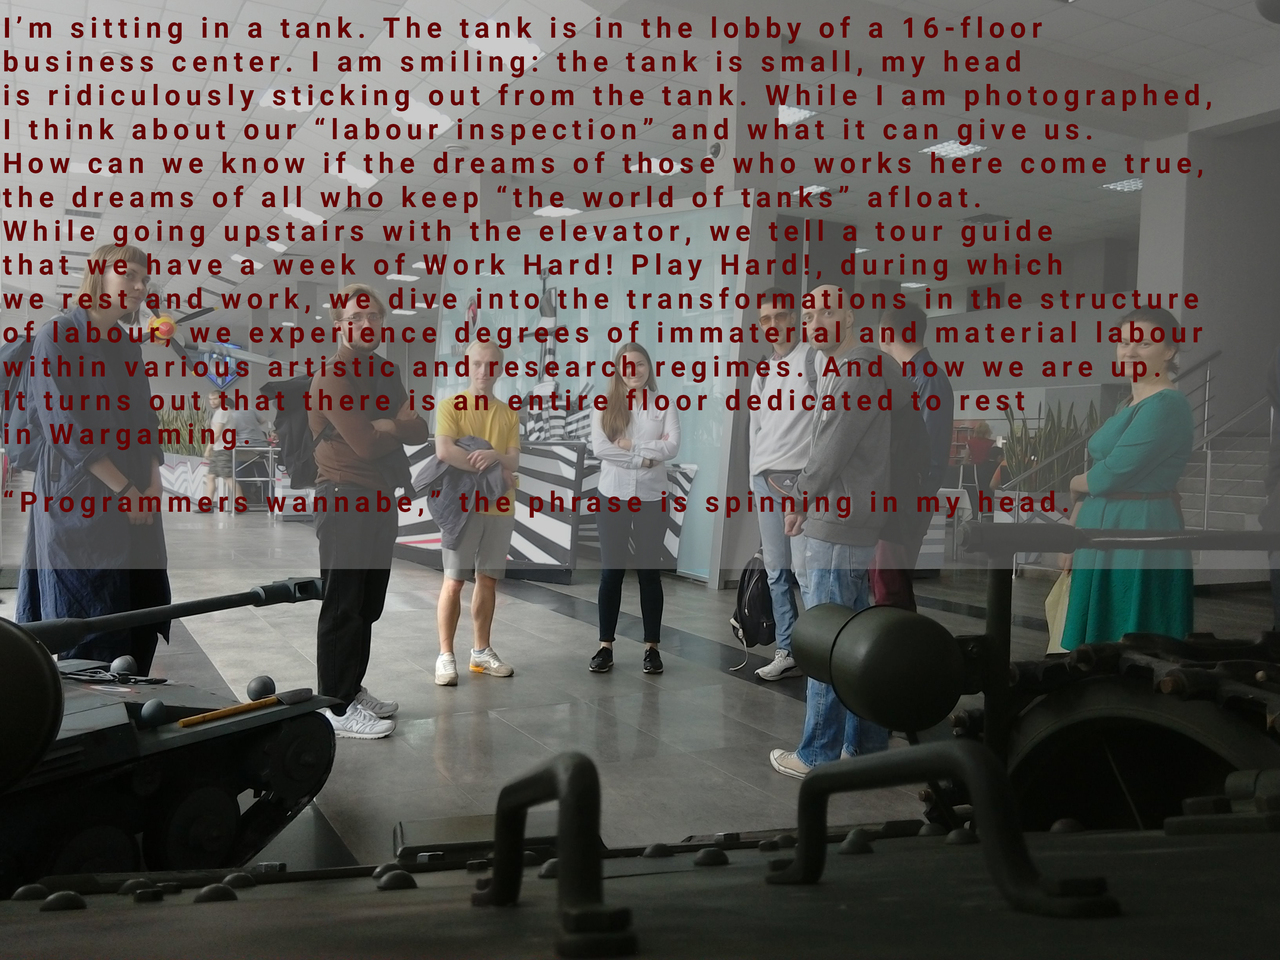 I’m sitting in a tank. The tank is in the lobby of a 16-floor
business center. I am smiling: the tank is small, my head
is ridiculously sticking out from the tank. While I am photographed,
I think about our “labour inspection” and what it can give us.
How can we know if the dreams of those who works here come true,
the dreams of all who keep “the world of tanks” afloat.
While going upstairs with the elevator, we tell a tour guide
that we have a week of Work Hard! Play Hard!, during which
we rest and work, we dive into the transformations in the structure
of labour, we experience degrees of immaterial and material labour
within various artistic and research regimes. And now we are up.
It turns out that there is an entire floor dedicated to rest
in Wargaming.
“Programmers wannabe,” the phrase is spinning in my head.